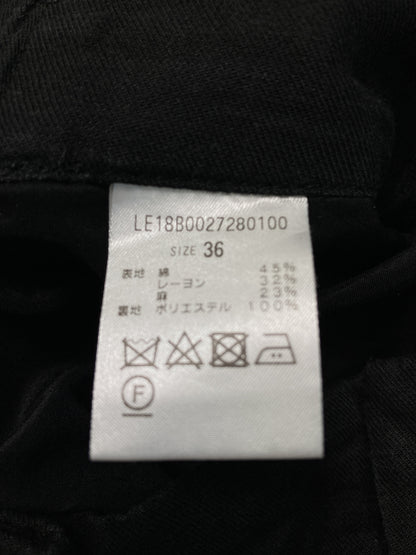 LE18B0027280100
SIZE 36
表地 綿 45%
レーヨン 32%
麻 23%
裏地 ポリエステル 100%
F